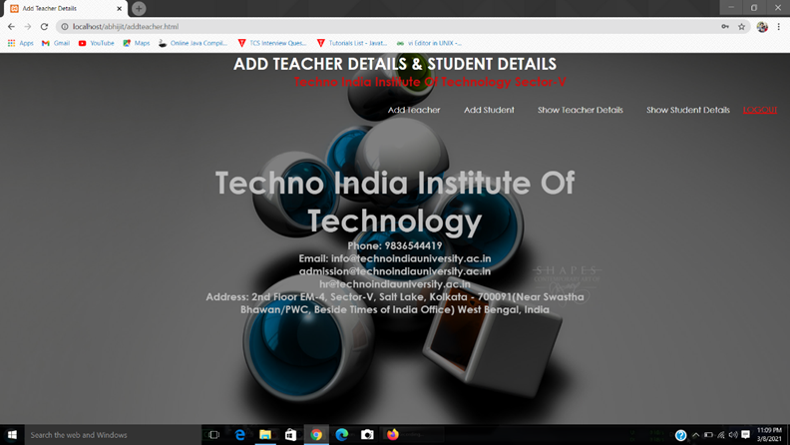 Add Teacher Details
localhost/abhijit/addteacher.html
Apps Gmail YouTube Maps Online Java Compil... TCS Interview Ques... Tutorials List - Javat... vi Editor in UNIX -...
ADD TEACHER DETAILS & STUDENT DETAILS
Techno India Institute Of Technology Sector-V
Add Teacher Add Student Show Teacher Details Show Student Details LOGOUT
Techno India Institute Of
Technology
Phone: 9836544419
Email: info@technoindiauniversity.ac.in
admission@technoindiauniversity.ac.in
hr@technoindiauniversity.ac.in
Address: 2nd Floor EM-4, Sector-V, Salt Lake, Kolkata - 700091(Near Swastha
Bhawan/PWC, Beside Times of India Office) West Bengal, India
SHAPES
Search the web and Windows
11:09 PM
3/8/2021